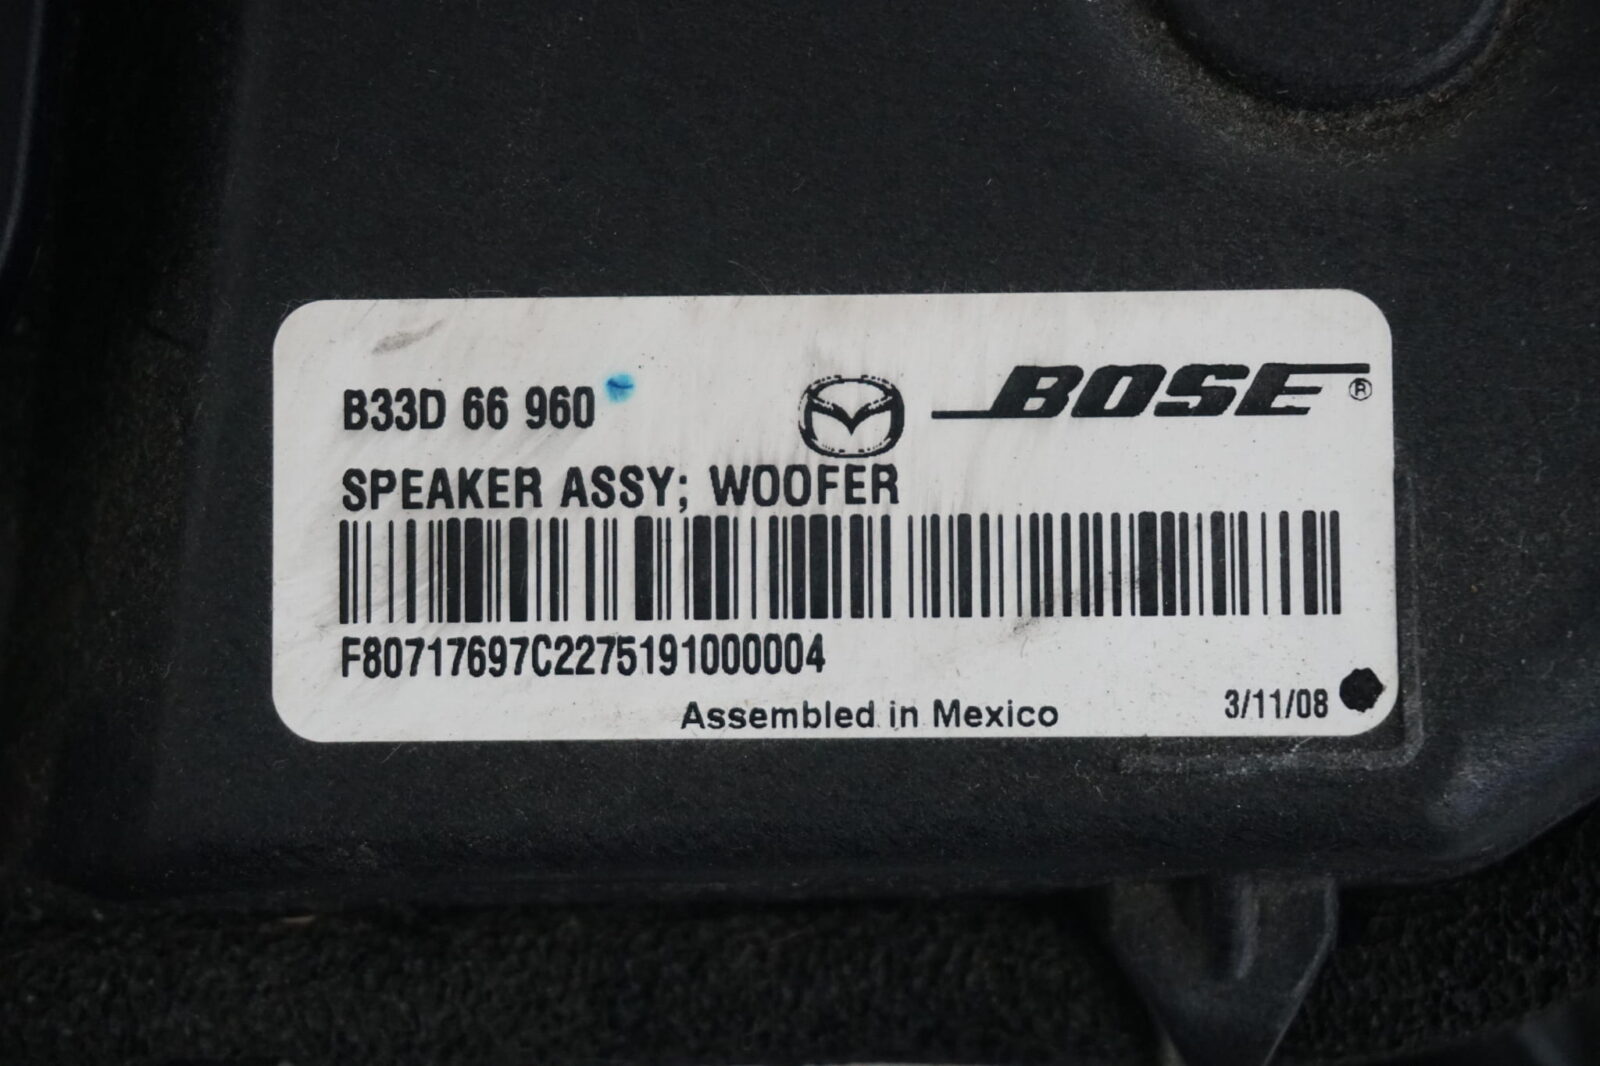 B33D 66 960
BOSE®
SPEAKER ASSY; WOOFER
F80717697C2275191000004
Assembled in Mexico
3/11/08